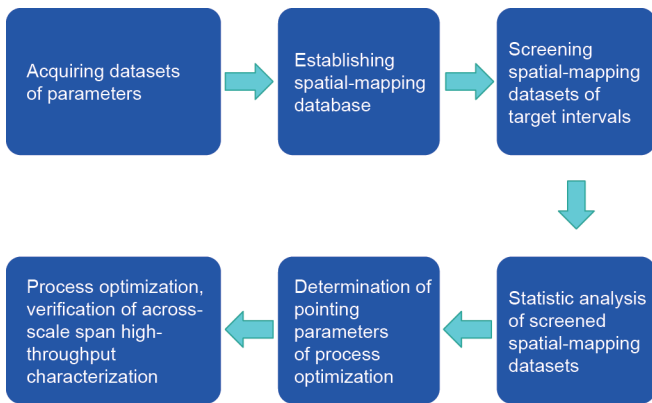 Acquiring datasets
of parameters
Establishing
spatial-mapping
database
Screening
spatial-mapping
datasets of
target intervals
Statistic analysis
of screened
spatial-mapping
datasets
Determination of
pointing
parameters
of process
optimization
Process optimization,
verification of across-
scale span high-
throughput
characterization